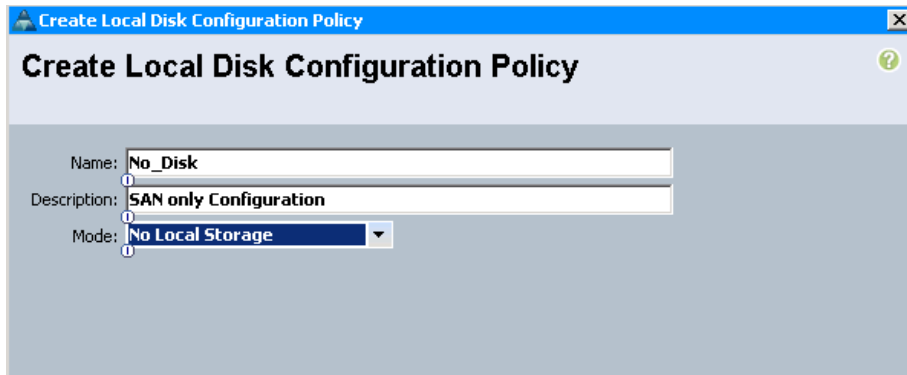 Create Local Disk Configuration Policy
Create Local Disk Configuration Policy
Name: No_Disk
Description: SAN only Configuration
Mode: No Local Storage